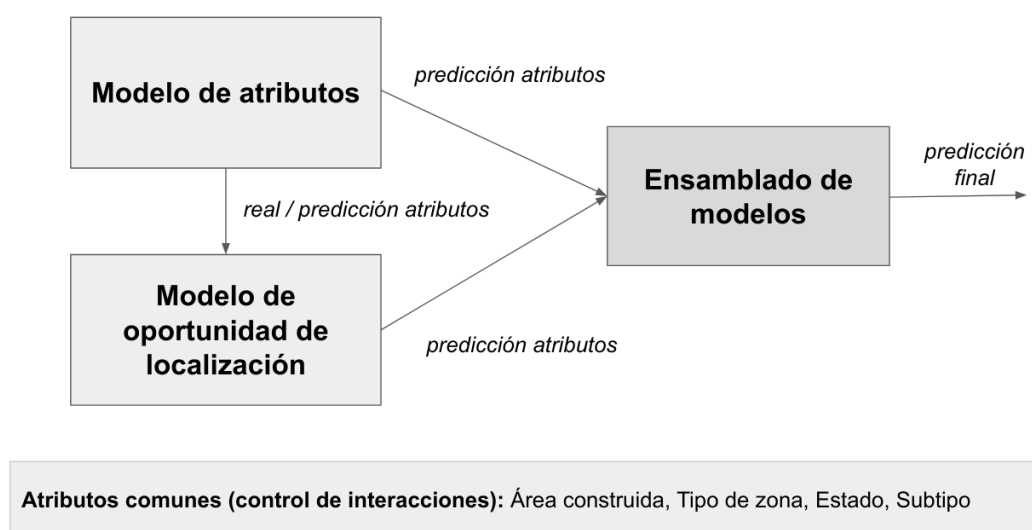 Modelo de atributos
predicción atributos
Ensamblado de
modelos
predicción
final
real / predicción atributos
Modelo de
oportunidad de
localización
predicción atributos
Atributos comunes (control de interacciones): Área construida, Tipo de zona, Estado, Subtipo